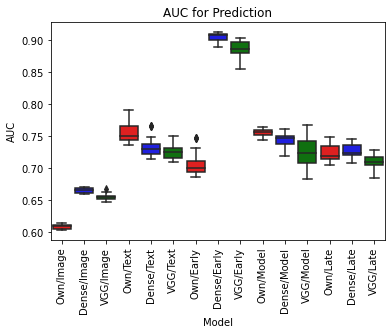 AUC for Prediction
AUC
0.90
0.85
0.80
0.75
0.70
0.65
0.60
Own/Image
Dense/Image
VGG/Image
Own/Text
Dense/Text
VGG/Text
Own/Early
Dense/Early
VGG/Early
Own/Model
Dense/Model
VGG/Model
Own/Late
Dense/Late
VGG/Late
Model